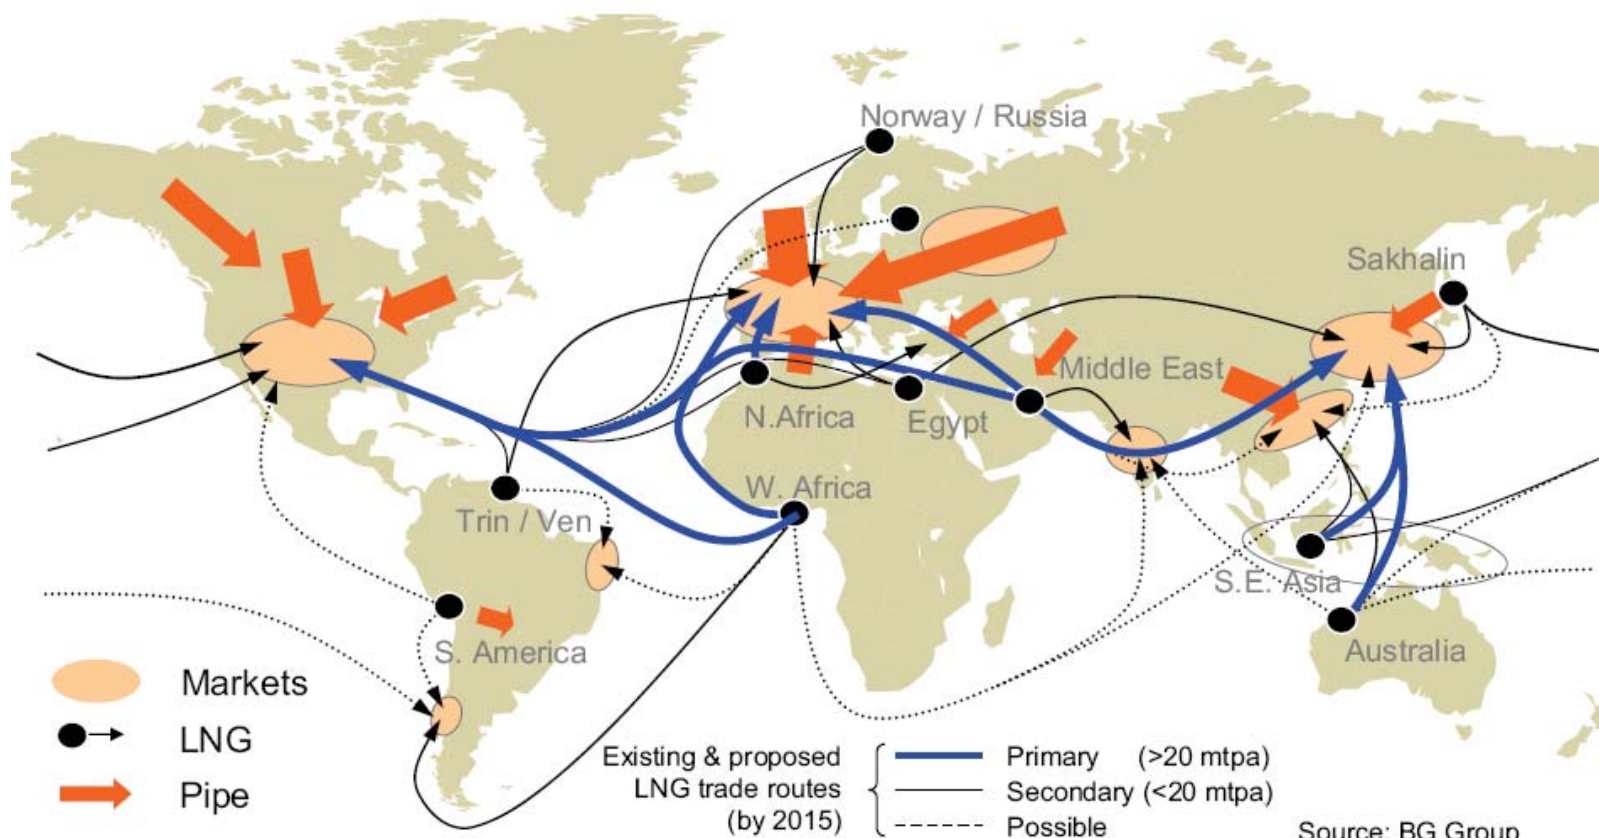 Norway / Russia
Sakhalin
Middle East
N.Africa
Egypt
W. Africa
Trin / Ven
S.E. Asia
S. America
Australia
Markets
LNG
Pipe
Existing & proposed
LNG trade routes
(by 2015)
Primary (>20 mtpa)
Secondary (<20 mtpa)
Possible
Source: BG Group